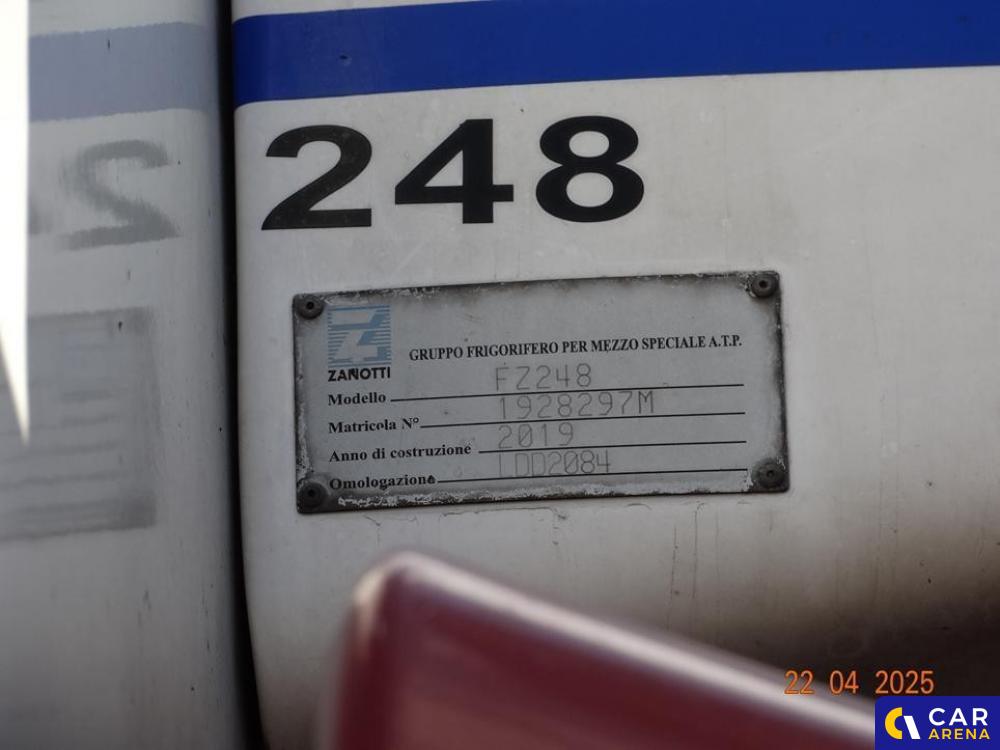 248
ZANOTTI
GRUPPO FRIGORIFERO PER MEZZO SPECIALE A.T.P.
Modello FZ248
Matricola N° 1928297M
Anno di costruzione 2019
Omologazione LDD2084
22 04 2025
CAR
ARENA